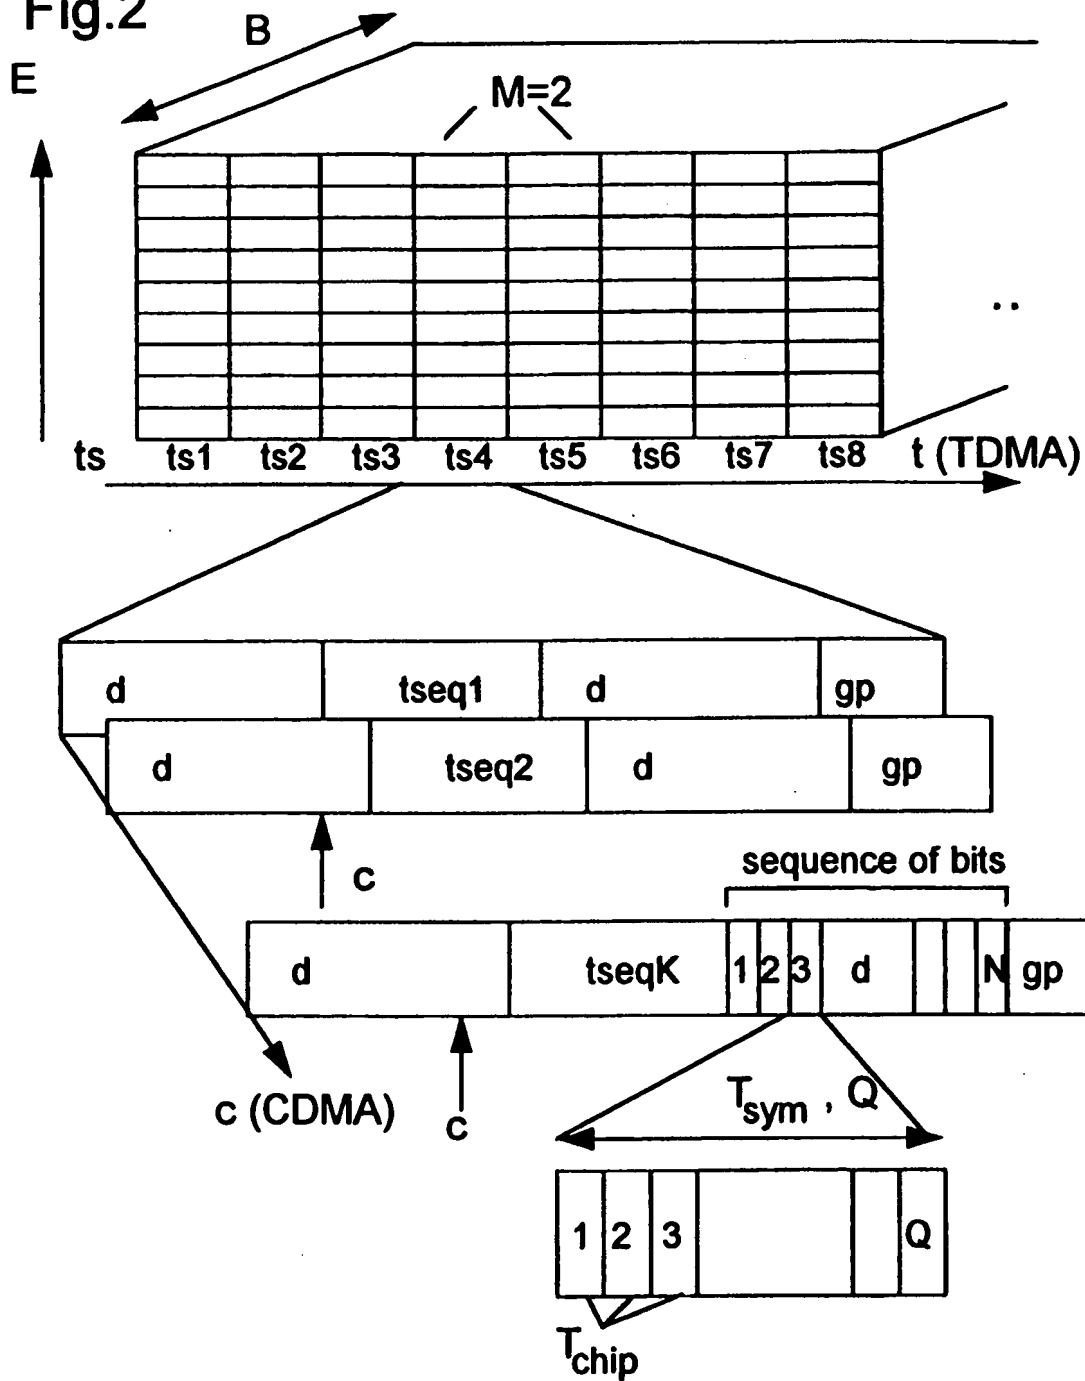 Fig.2
B
E
M=2
..
ts ts1 ts2 ts3 ts4 ts5 ts6 ts7 ts8 t (TDMA)
d tseq1 d gp
d tseq2 d gp
c
sequence of bits
d tseqK 1 2 3 d N gp
c (CDMA)
c
Tsym , Q
1 2 3 Q
Tchip